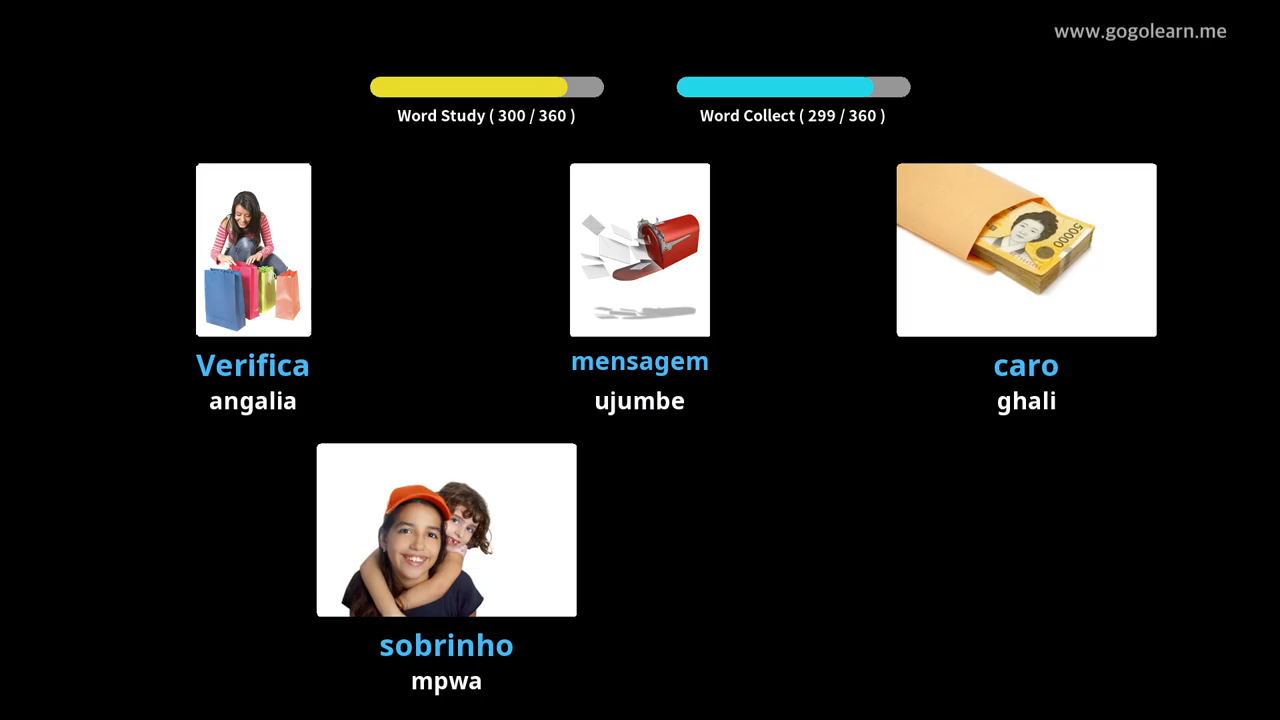 www.gogolearn.me
Word Study ( 300 / 360 )
Word Collect ( 299 / 360 )
50000
Verifica
angalia
mensagem
ujumbe
caro
ghali
sobrinho
mpwa